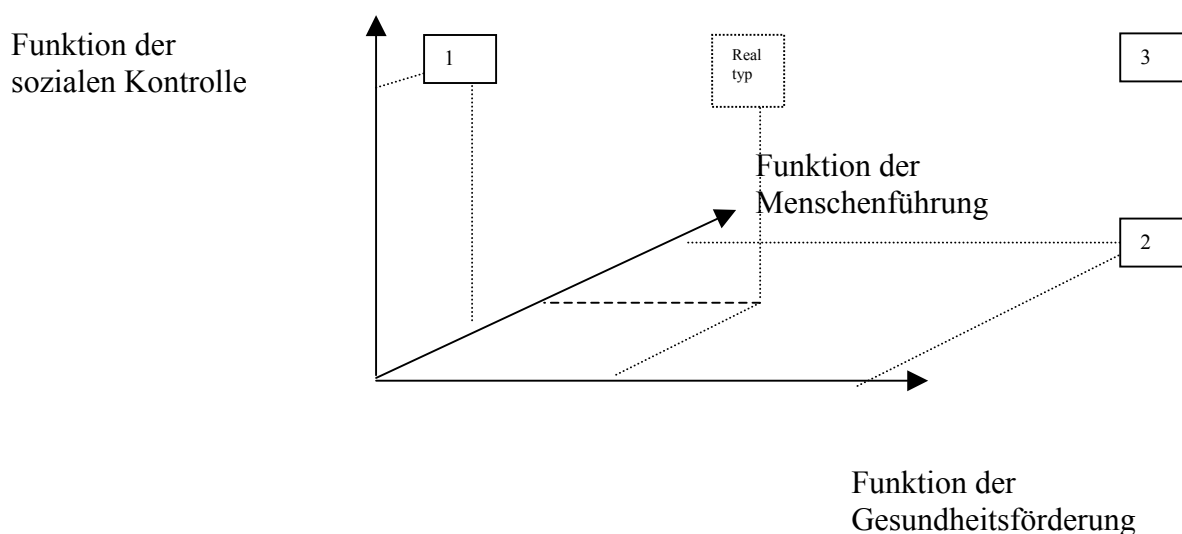 Funktion der
sozialen Kontrolle
1
Real
typ
3
Funktion der
Menschenführung
2
Funktion der
Gesundheitsförderung